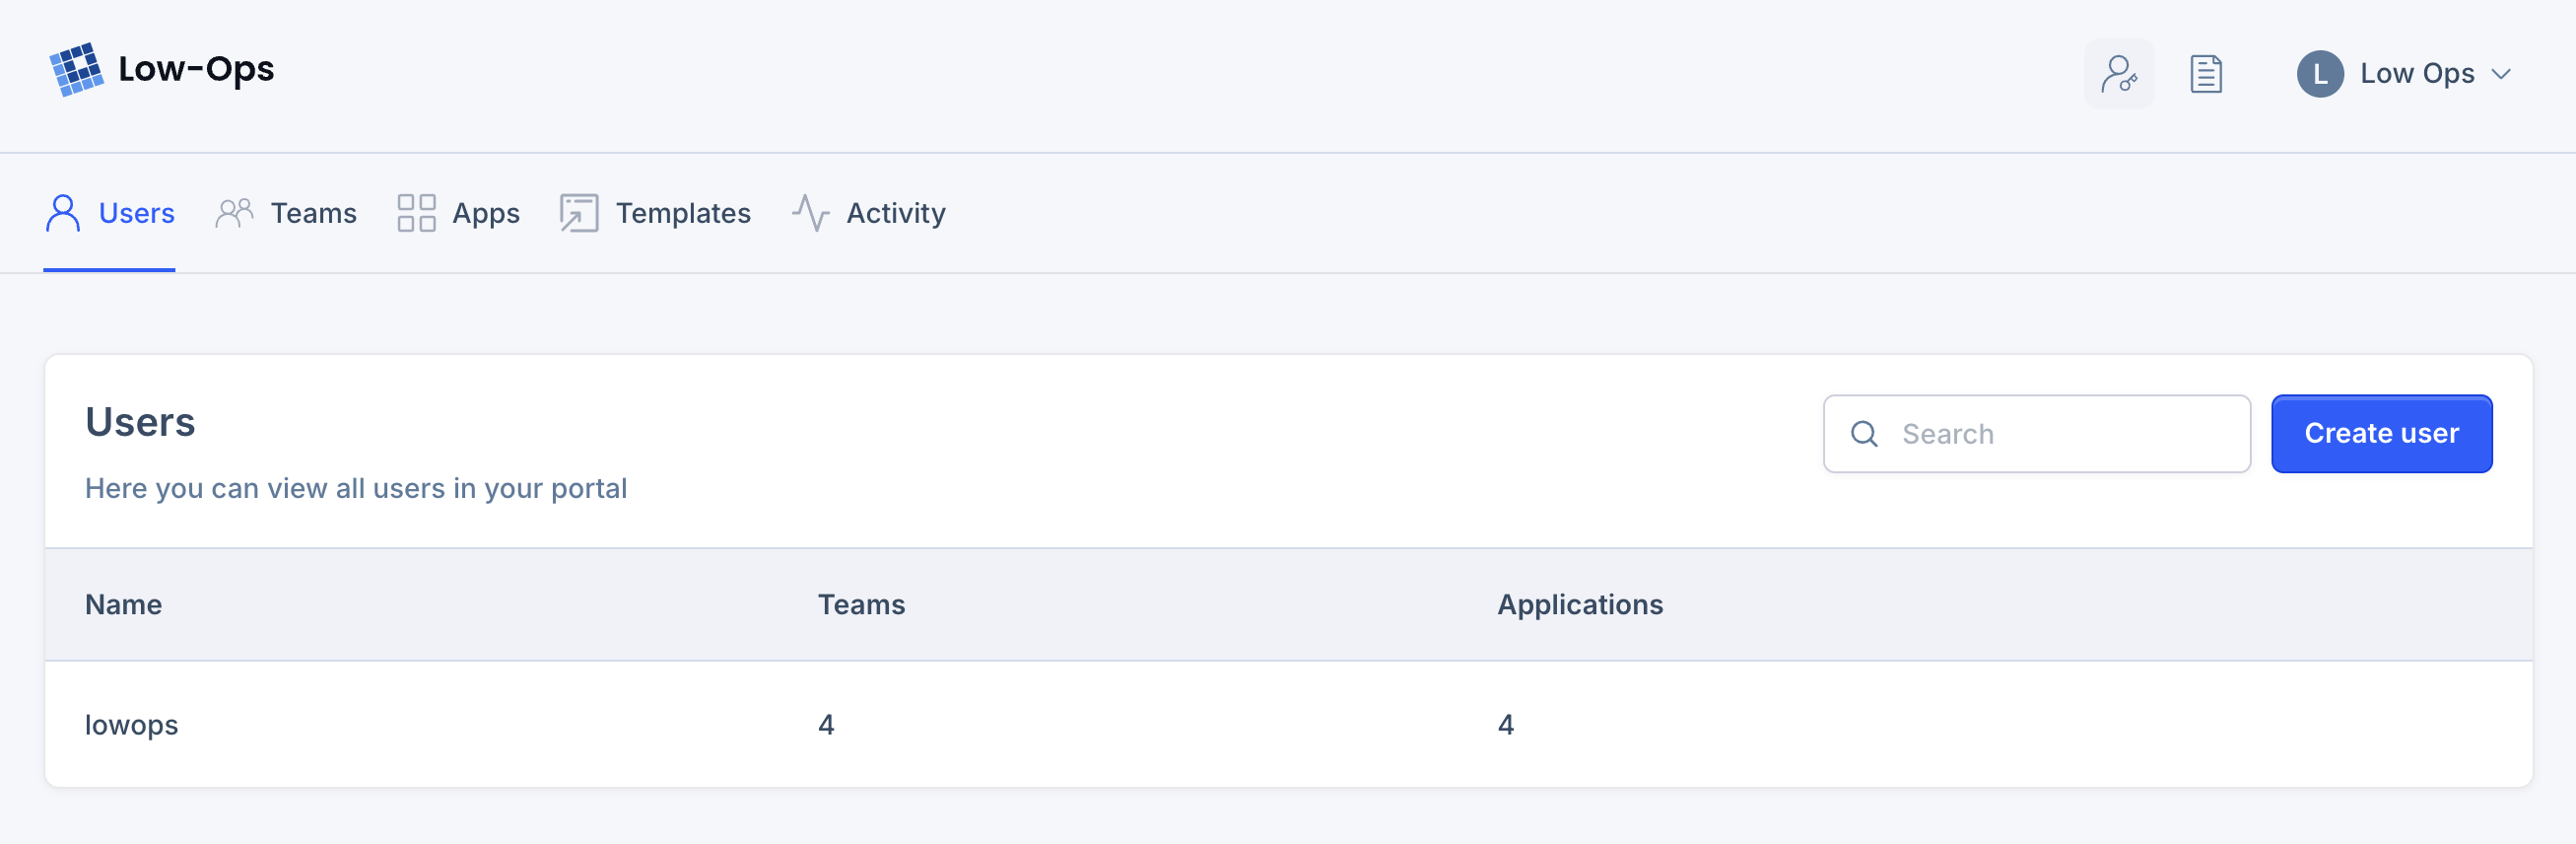 Low-Ops
L Low Ops
Users Teams Apps Templates Activity
Users
Search
Create user
Here you can view all users in your portal
Name Teams Applications
lowops 4 4